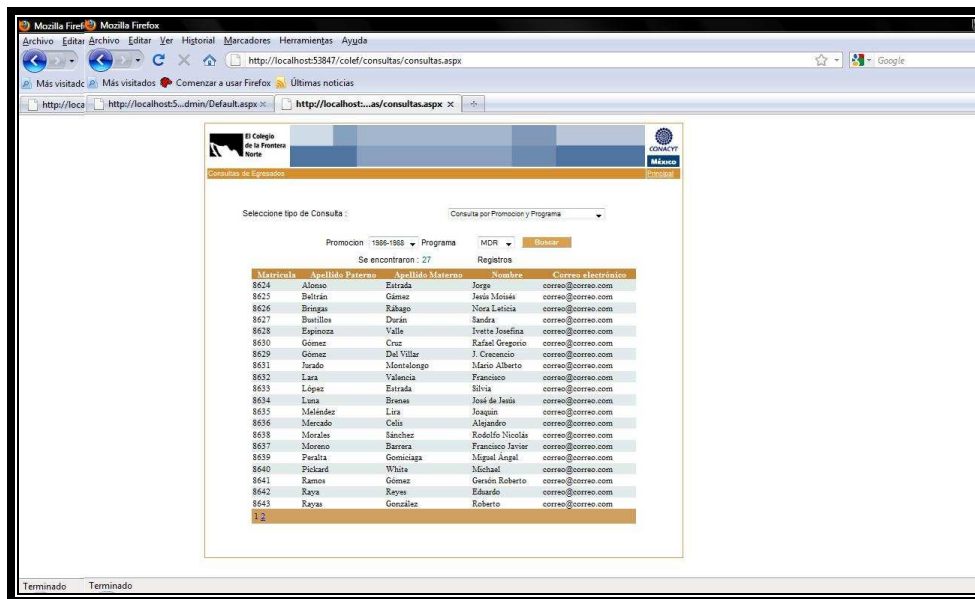 Mozilla Firef Mozilla Firefox
Archivo Editar Archivo Editar Ver Historial Marcadores Herramientas Ayuda
http://localhost:53847/colef/consultas/consultas.aspx
Google
Más visitadc Más visitados Comenzar a usar Firefox Últimas noticias
http://loca http://localhost:5...dmin/Default.aspx × http://localhost:...as/consultas.aspx ×
El Colegio
de la Frontera
Norte
CONACYT
México
Consultas de Egresados Principal
Seleccione tipo de Consulta : Consulta por Promocion y Programa
Promocion 1986-1988 Programa MDR Buscar
Se encontraron : 27 Registros
Matricula Apellido Paterno Apellido Materno Nombre Correo electrónico
8624 Alonso Estrada Jorge correo@correo.com
8625 Beltrán Gámez Jesús Moisés correo@correo.com
8626 Bringas Rábago Nora Leticia correo@correo.com
8627 Bustillos Durán Sandra correo@correo.com
8628 Espinoza Valle Ivette Josefina correo@correo.com
8630 Gómez Cruz Rafael Gregorio correo@correo.com
8629 Gómez Del Villar J. Crecencio correo@correo.com
8631 Jurado Montelongo Mario Alberto correo@correo.com
8632 Lara Valencia Francisco correo@correo.com
8633 López Estrada Silvia correo@correo.com
8634 Luna Brenes José de Jesús correo@correo.com
8635 Meléndez Lira Joaquin correo@correo.com
8636 Mercado Celis Alejandro correo@correo.com
8638 Morales Sánchez Rodolfo Nicolás correo@correo.com
8637 Moreno Barrera Francisco Javier correo@correo.com
8639 Peralta Gomiciaga Miguel Ángel correo@correo.com
8640 Pickard White Michael correo@correo.com
8641 Ramos Gómez Gersón Roberto correo@correo.com
8642 Raya Reyes Eduardo correo@correo.com
8643 Rayas González Roberto correo@correo.com
1 2
Terminado Terminado